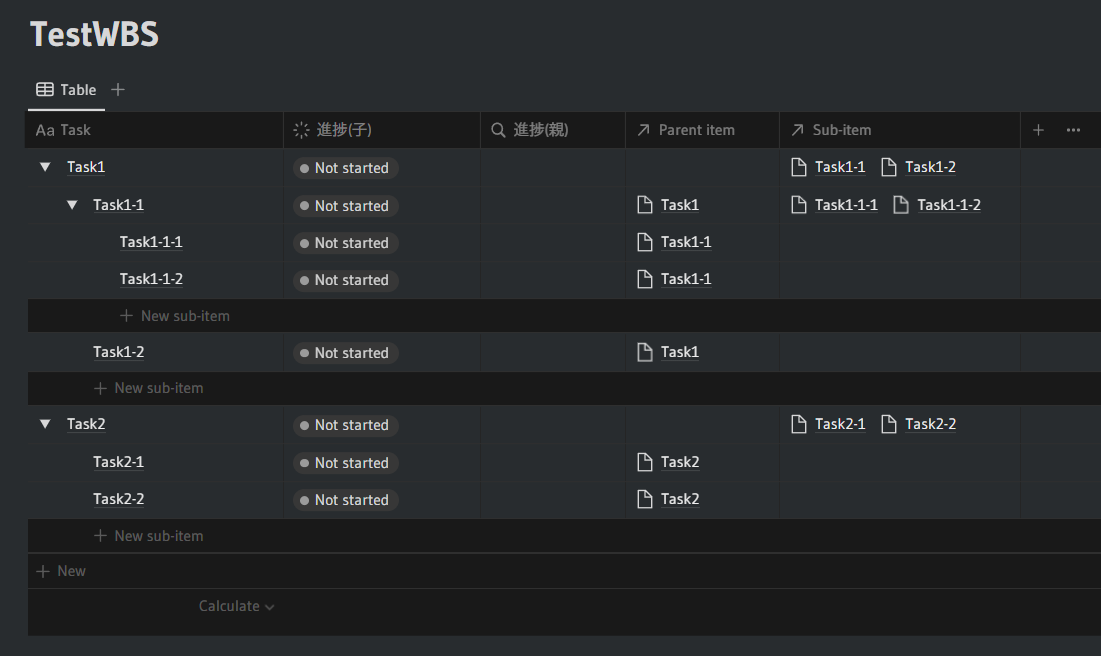 TestWBS
Table
Aa Task 進捗(子) 進捗(親) Parent item Sub-item
Task1 Not started Task1-1 Task1-2
Task1-1 Not started Task1 Task1-1-1 Task1-1-2
Task1-1-1 Not started Task1-1
Task1-1-2 Not started Task1-1
+ New sub-item
Task1-2 Not started Task1
+ New sub-item
Task2 Not started Task2-1 Task2-2
Task2-1 Not started Task2
Task2-2 Not started Task2
+ New sub-item
+ New
Calculate